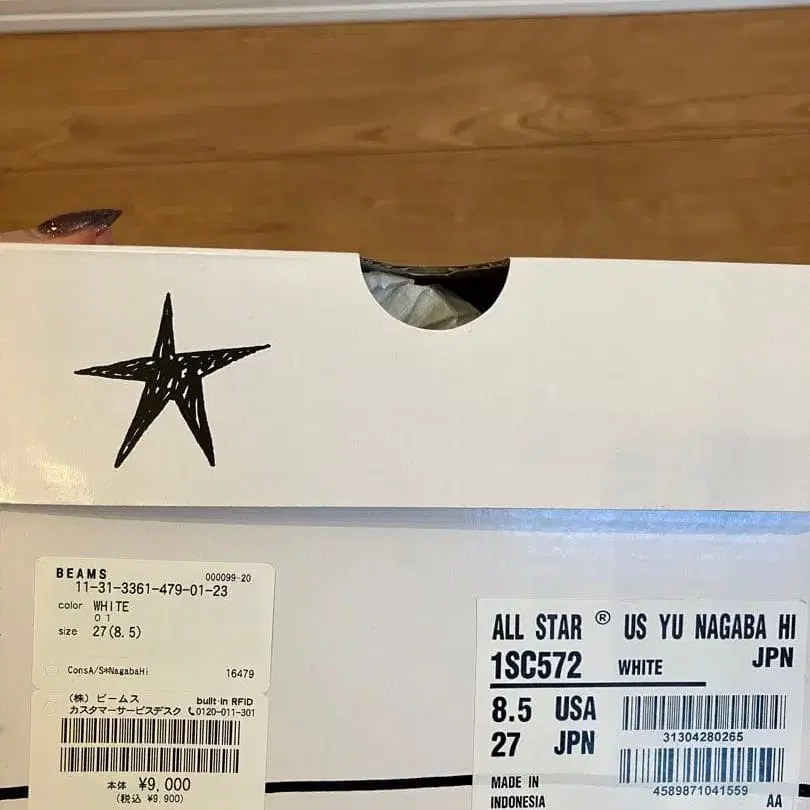 BEAMS 000099-20
11-31-3361-479-01-23
color WHITE
01
size 27(8.5)
ConsA/S*NagabaHi 16479
(株) ビームス built-in RFID
カスタマーサービスデスク 0120-011-301
本体 ¥9,000
(税込 ¥9,900)
ALL STAR ® US YU NAGABA HI
1SC572 WHITE JPN
8.5 USA
31304280265
27 JPN
4589871041559
MADE IN
INDONESIA AA